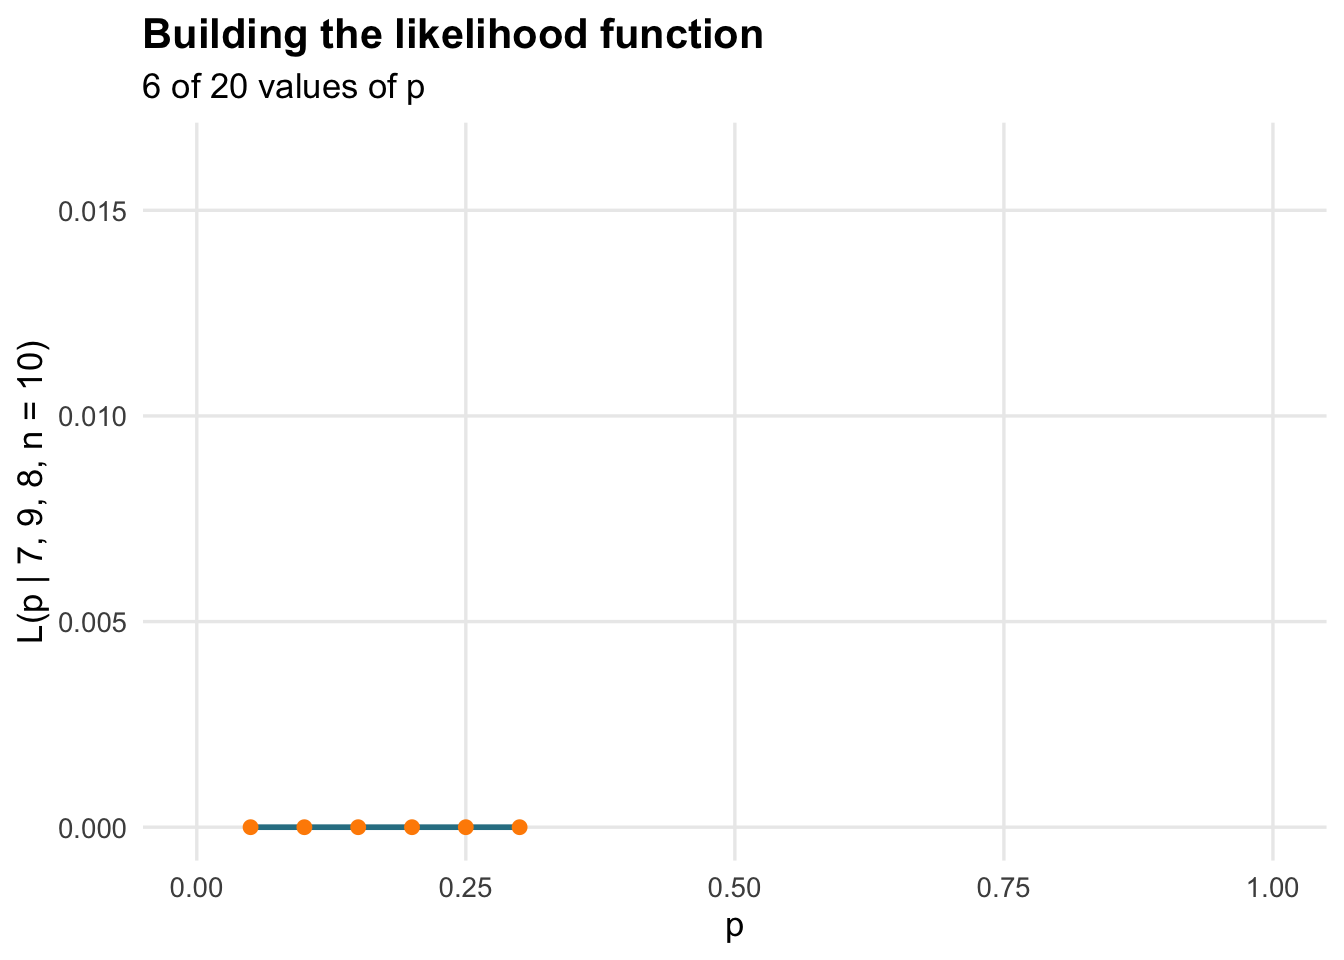 Building the likelihood function
6 of 20 values of p
L(p | 7, 9, 8, n = 10)
0.015
0.010
0.005
0.000
0.00 0.25 0.50 0.75 1.00
p